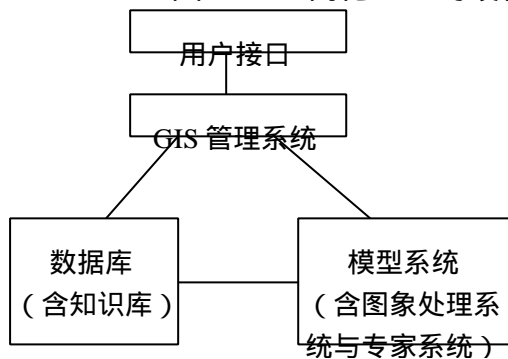 用户接口
GIS 管理系统
数据库
（含知识库）
模型系统
（含图象处理系
统与专家系统）